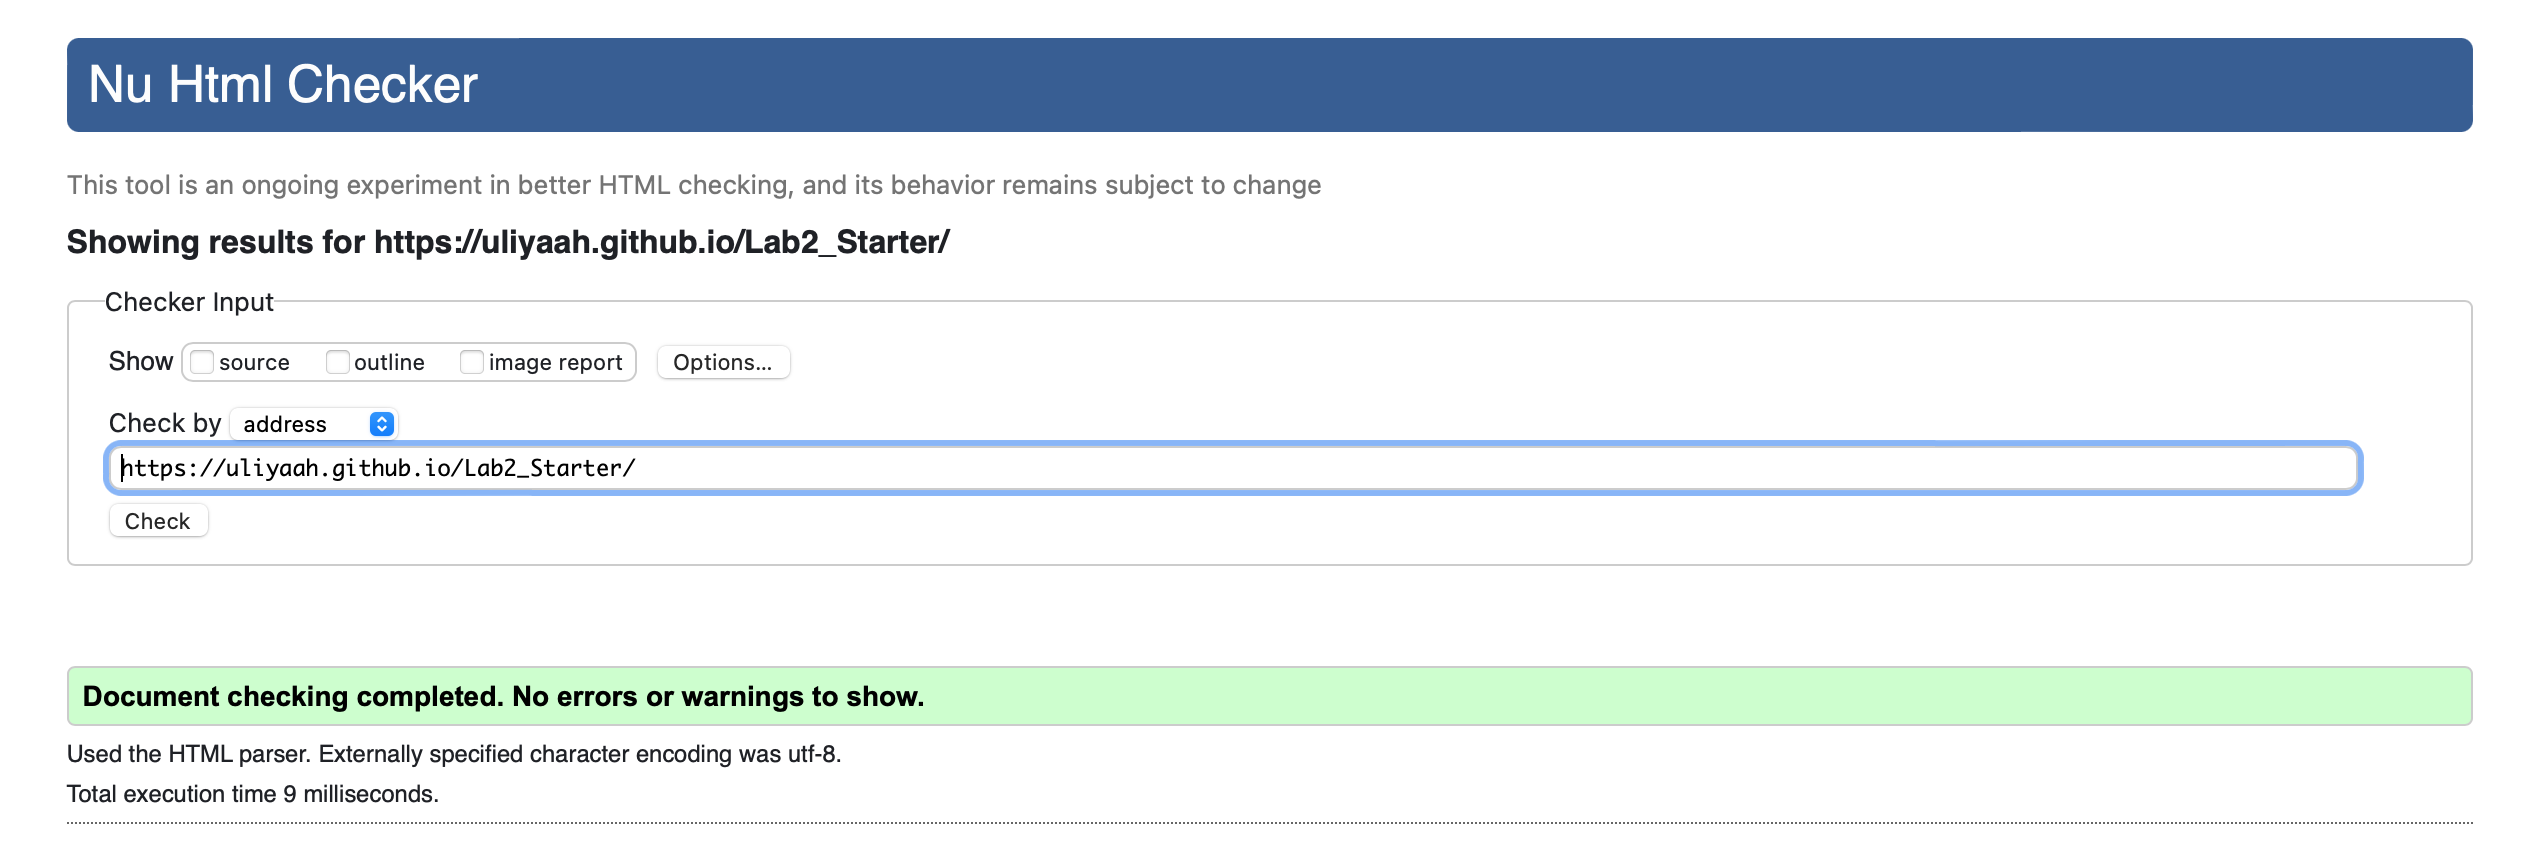 Nu Html Checker
This tool is an ongoing experiment in better HTML checking, and its behavior remains subject to change
Showing results for https://uliyaah.github.io/Lab2_Starter/
Checker Input
Show source outline image report Options...
Check by address
https://uliyaah.github.io/Lab2_Starter/
Check
Document checking completed. No errors or warnings to show.
Used the HTML parser. Externally specified character encoding was utf-8.
Total execution time 9 milliseconds.